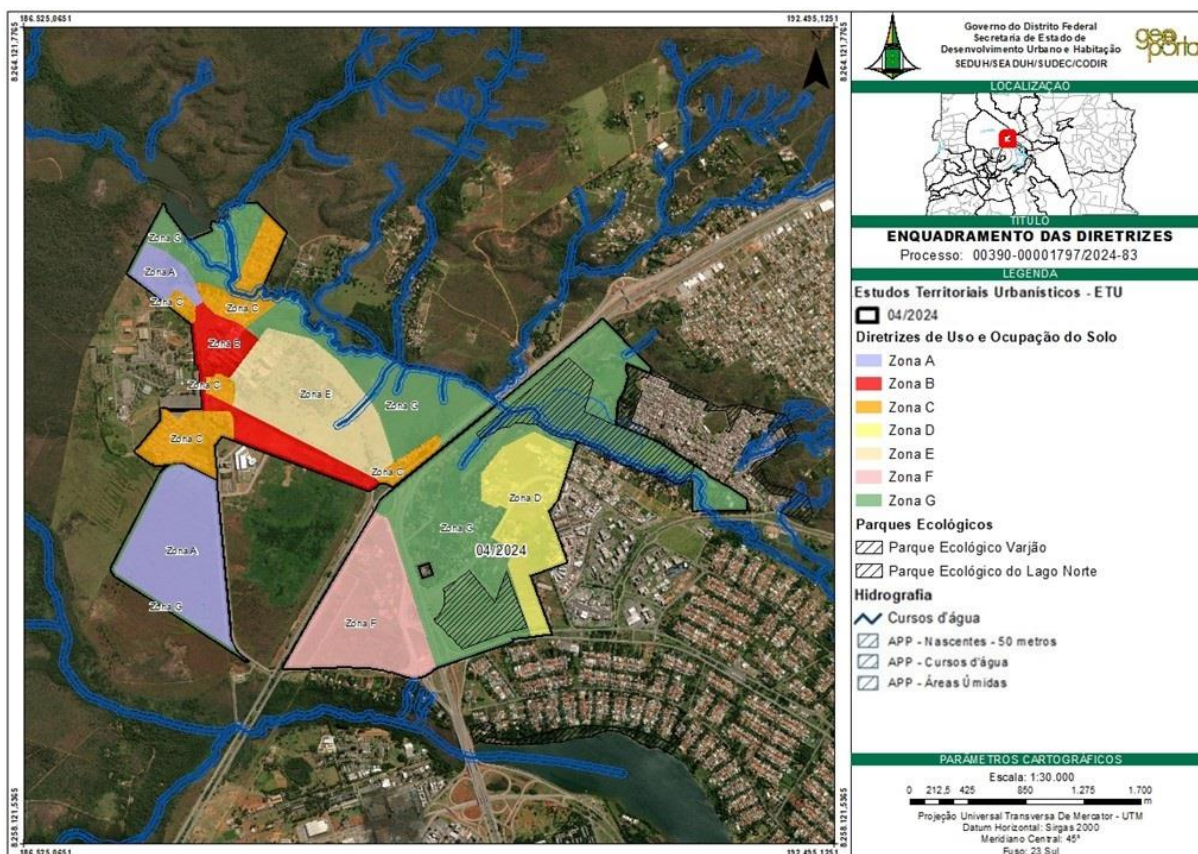 186.525,0651
192.495,1251
8.264.121,7765
8.264.121,7765
N
Zona G
Zona A
Zona C
Zona C
Zona B
Zona C
Zona E
Zona G
Zona C
Zona C
Zona D
Zona G
04/2024
Zona A
Zona G
Zona F
8.258.121,5365
8.258.121,5365
186.525,0651
192.495,1251
Governo do Distrito Federal
Secretaria de Estado de
Desenvolvimento Urbano e Habitação
SEDUH/SEADUH/SUDEC/CODIR
geo
porta
LOCALIZAÇÃO
TÍTULO
ENQUADRAMENTO DAS DIRETRIZES
Processo: 00390-00001797/2024-83
LEGENDA
Estudos Territoriais Urbanísticos - ETU
04/2024
Diretrizes de Uso e Ocupação do Solo
Zona A
Zona B
Zona C
Zona D
Zona E
Zona F
Zona G
Parques Ecológicos
Parque Ecológico Varjão
Parque Ecológico do Lago Norte
Hidrografia
Cursos d'água
APP - Nascentes - 50 metros
APP - Cursos d'água
APP - Áreas Úmidas
PARÂMETROS CARTOGRÁFICOS
Escala: 1:30.000
0 212,5 425 850 1.275 1.700
m
Projeção Universal Transversa De Mercator - UTM
Datum Horizontal: Sirgas 2000
Meridiano Central: 45º
Fuso: 23 Sul